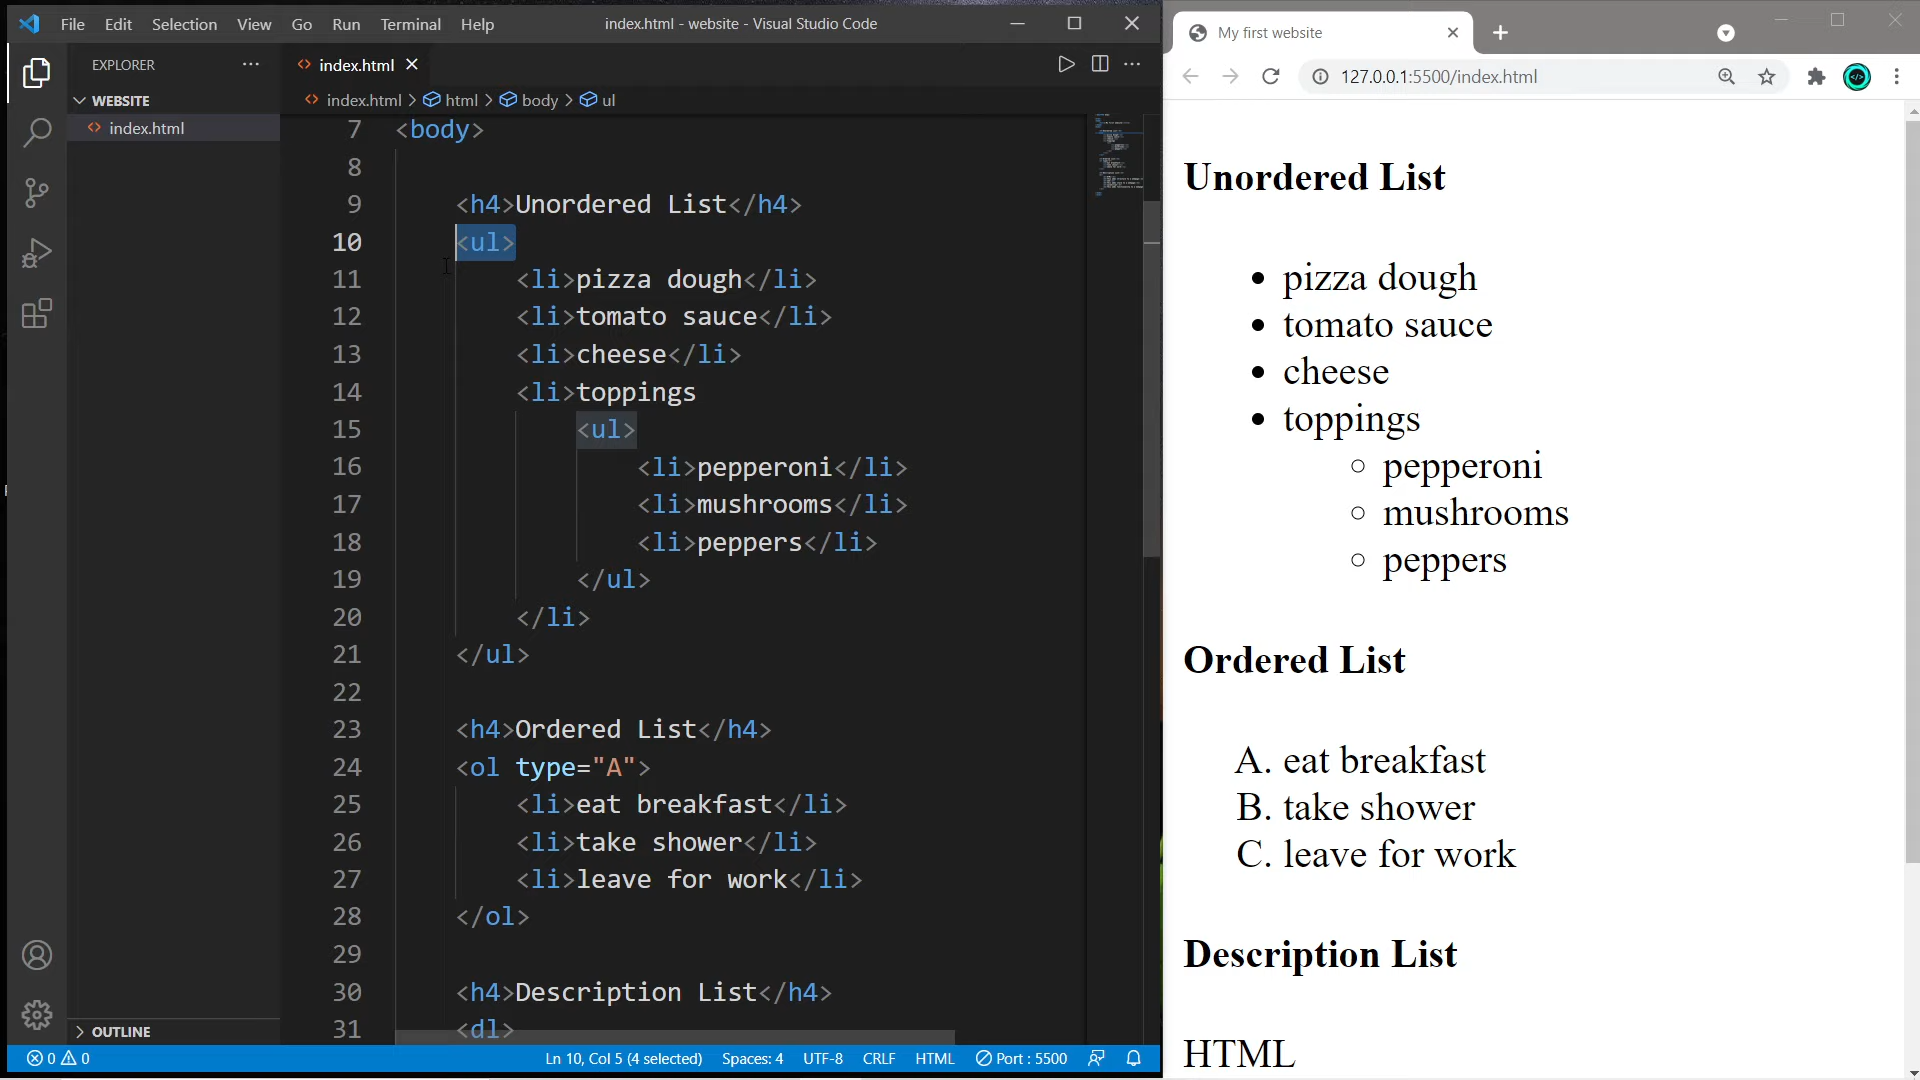 File Edit Selection View Go Run Terminal Help index.html - website - Visual Studio Code
EXPLORER
WEBSITE
index.html
OUTLINE
index.html
index.html > html > body > ul
7 <body>
8
9 <h4>Unordered List</h4>
10 <ul>
11 <li>pizza dough</li>
12 <li>tomato sauce</li>
13 <li>cheese</li>
14 <li>toppings
15 <ul>
16 <li>pepperoni</li>
17 <li>mushrooms</li>
18 <li>peppers</li>
19 </ul>
20 </li>
21 </ul>
22
23 <h4>Ordered List</h4>
24 <ol type="A">
25 <li>eat breakfast</li>
26 <li>take shower</li>
27 <li>leave for work</li>
28 </ol>
29
30 <h4>Description List</h4>
31 <dl>
0 0 Ln 10, Col 5 (4 selected) Spaces: 4 UTF-8 CRLF HTML Port : 5500
My first website
127.0.0.1:5500/index.html
Unordered List
• pizza dough
• tomato sauce
• cheese
• toppings
○ pepperoni
○ mushrooms
○ peppers
Ordered List
A. eat breakfast
B. take shower
C. leave for work
Description List
HTML